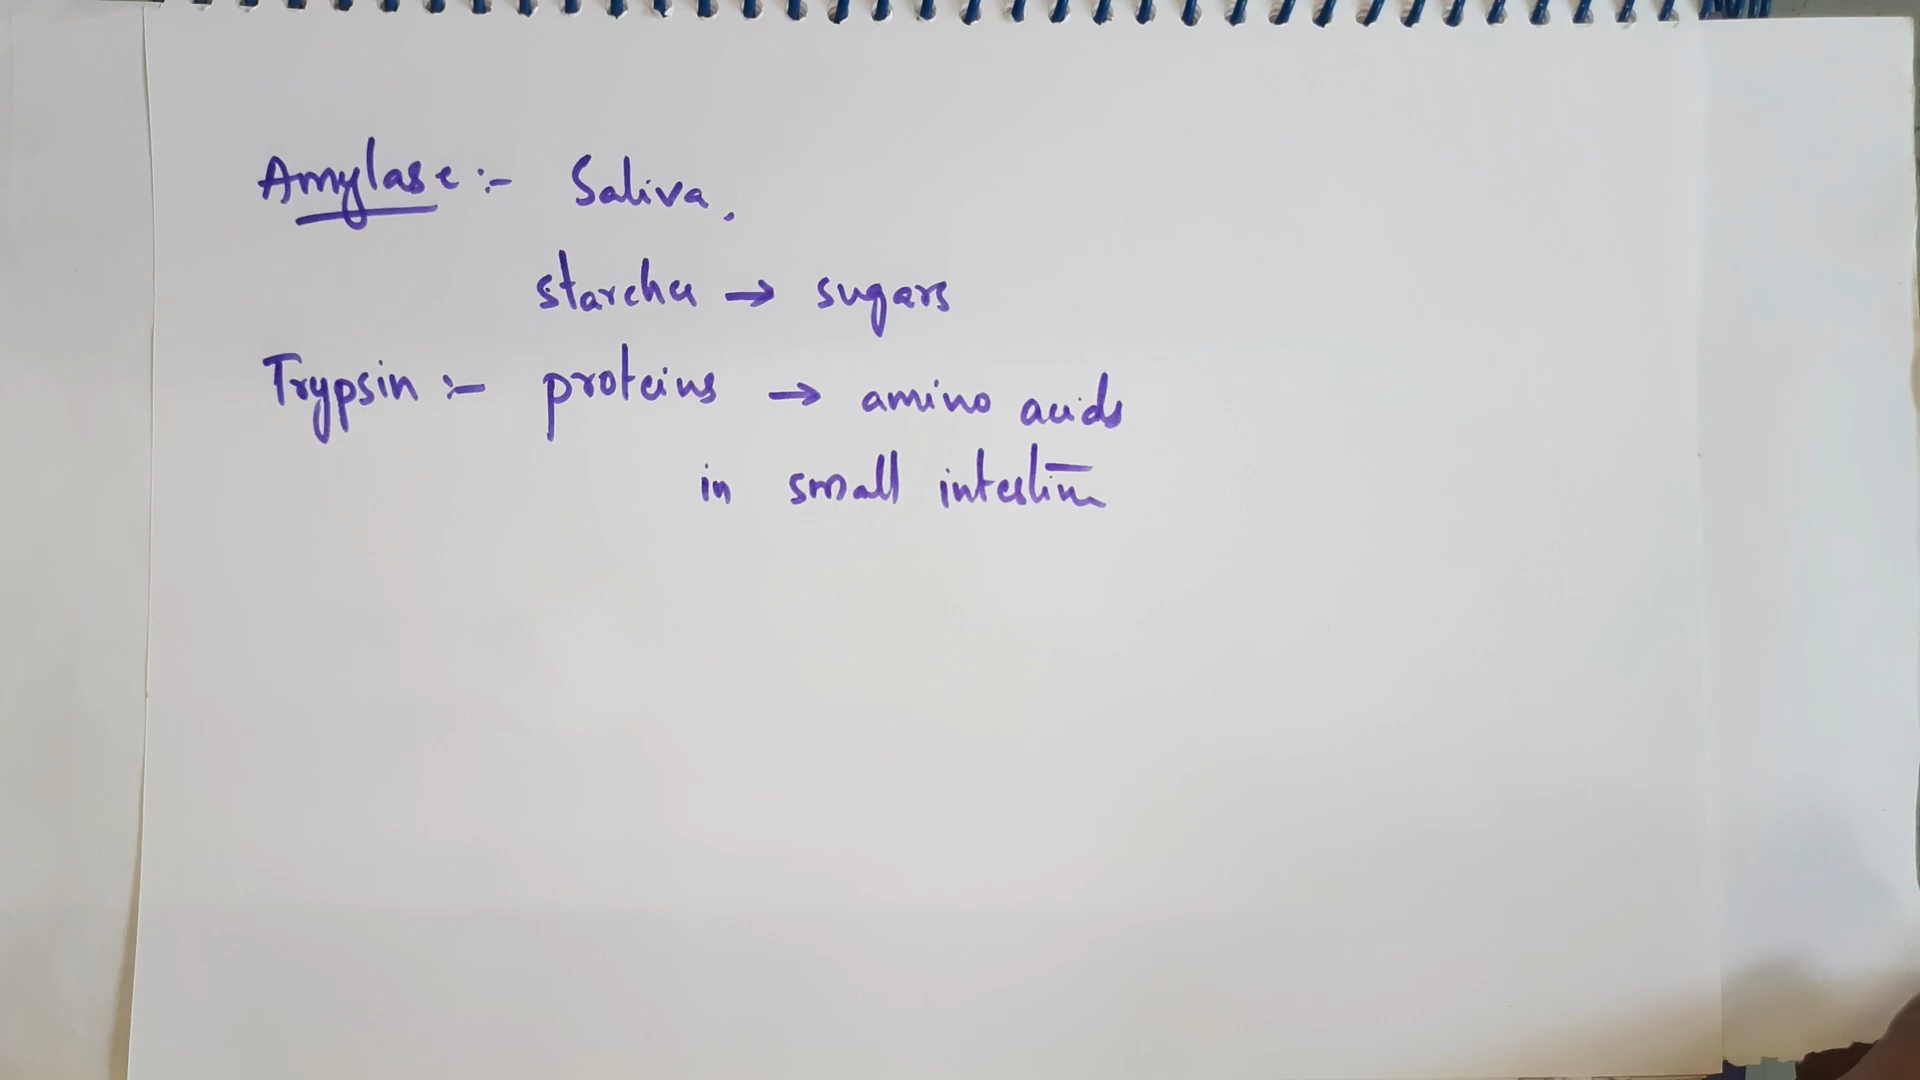 Amylase :- Saliva,
starches → sugars
Trypsin :- proteins → amino acids
in small intestine